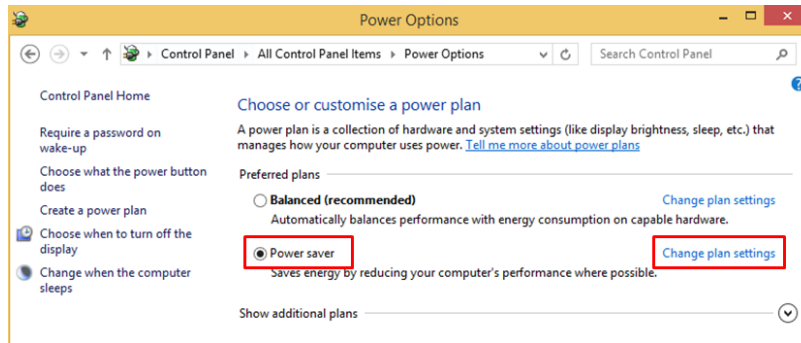 Power Options
Control Panel All Control Panel Items Power Options Search Control Panel
Control Panel Home
Require a password on
wake-up
Choose what the power button
does
Create a power plan
Choose when to turn off the
display
Change when the computer
sleeps
Choose or customise a power plan
A power plan is a collection of hardware and system settings (like display brightness, sleep, etc.) that
manages how your computer uses power. Tell me more about power plans
Preferred plans
Balanced (recommended) Change plan settings
Automatically balances performance with energy consumption on capable hardware.
Power saver Change plan settings
Saves energy by reducing your computer's performance where possible.
Show additional plans